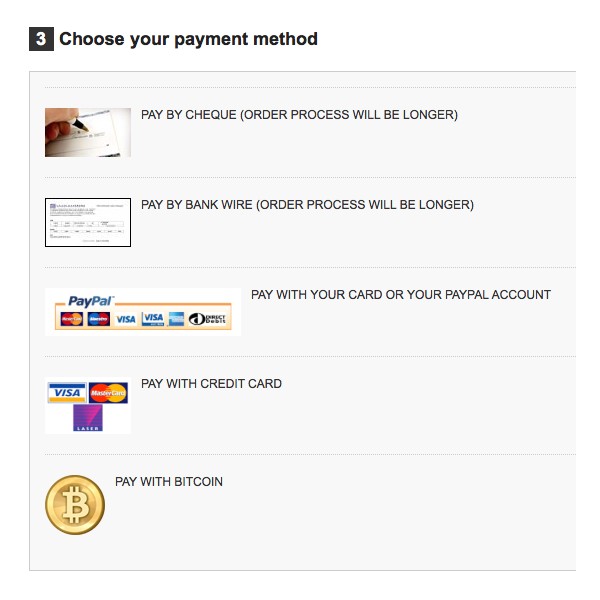 3 Choose your payment method
PAY BY CHEQUE (ORDER PROCESS WILL BE LONGER)
PAY BY BANK WIRE (ORDER PROCESS WILL BE LONGER)
PayPal
PAY WITH YOUR CARD OR YOUR PAYPAL ACCOUNT
MasterCard Maestro VISA VISA DIRECT Debit
PAY WITH CREDIT CARD
VISA MasterCard
LASER
PAY WITH BITCOIN